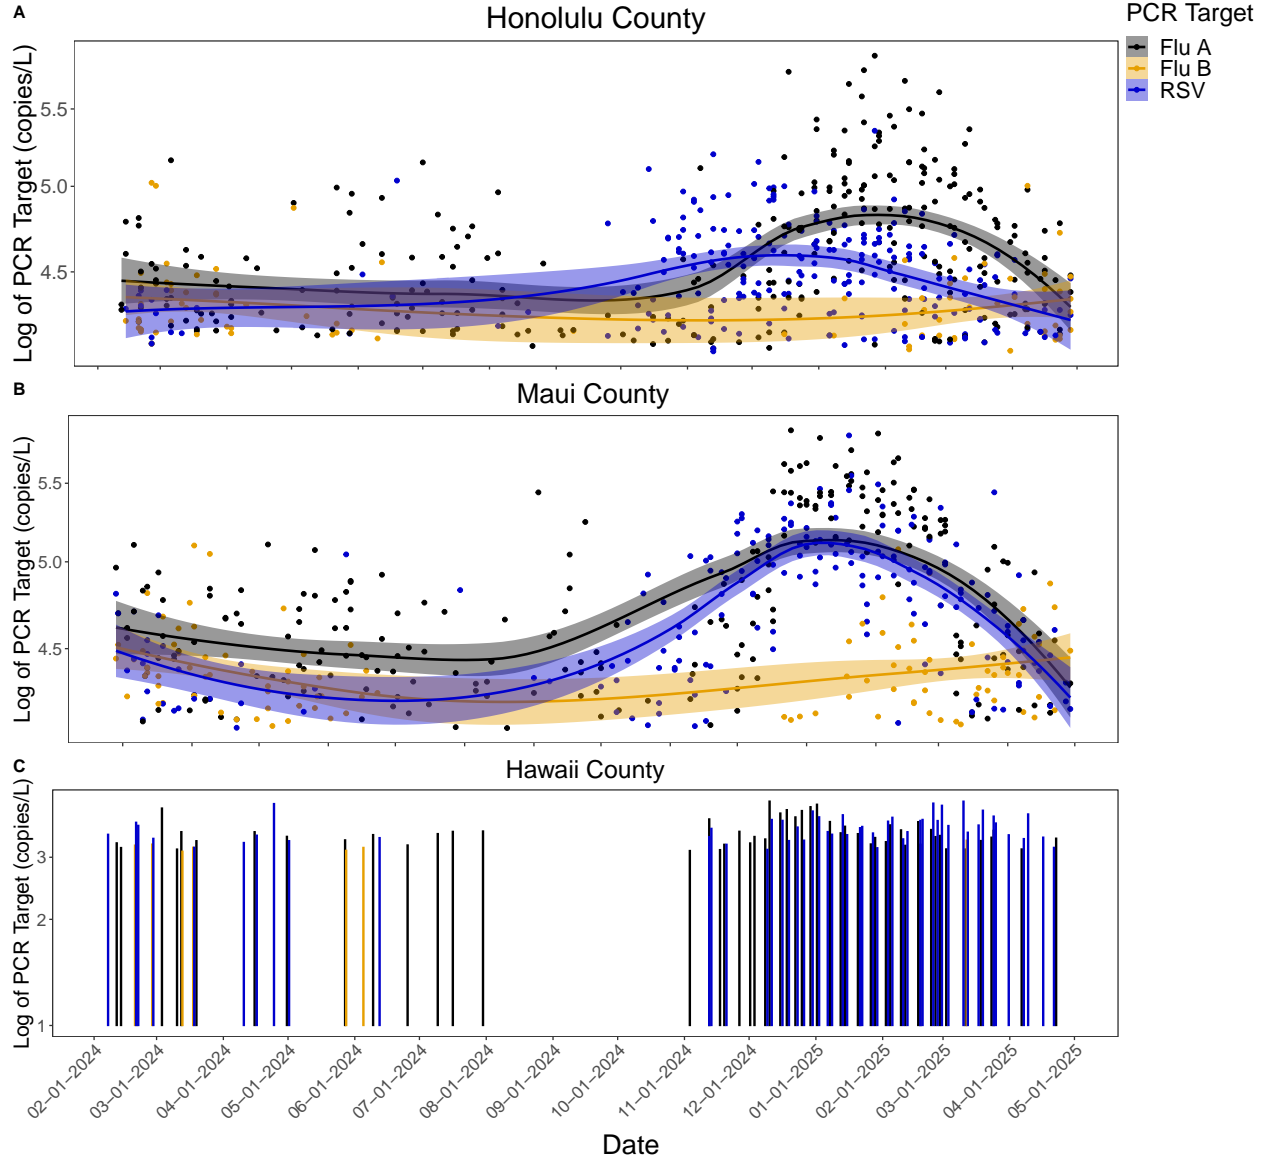 A
Honolulu County
PCR Target
Flu A
Flu B
RSV
Log of PCR Target (copies/L)
5.5
5.0
4.5
B
Maui County
Log of PCR Target (copies/L)
5.5
5.0
4.5
C
Hawaii County
Log of PCR Target (copies/L)
3
2
1
02−01−2024
03−01−2024
04−01−2024
05−01−2024
06−01−2024
07−01−2024
08−01−2024
09−01−2024
10−01−2024
11−01−2024
12−01−2024
01−01−2025
02−01−2025
03−01−2025
04−01−2025
05−01−2025
Date